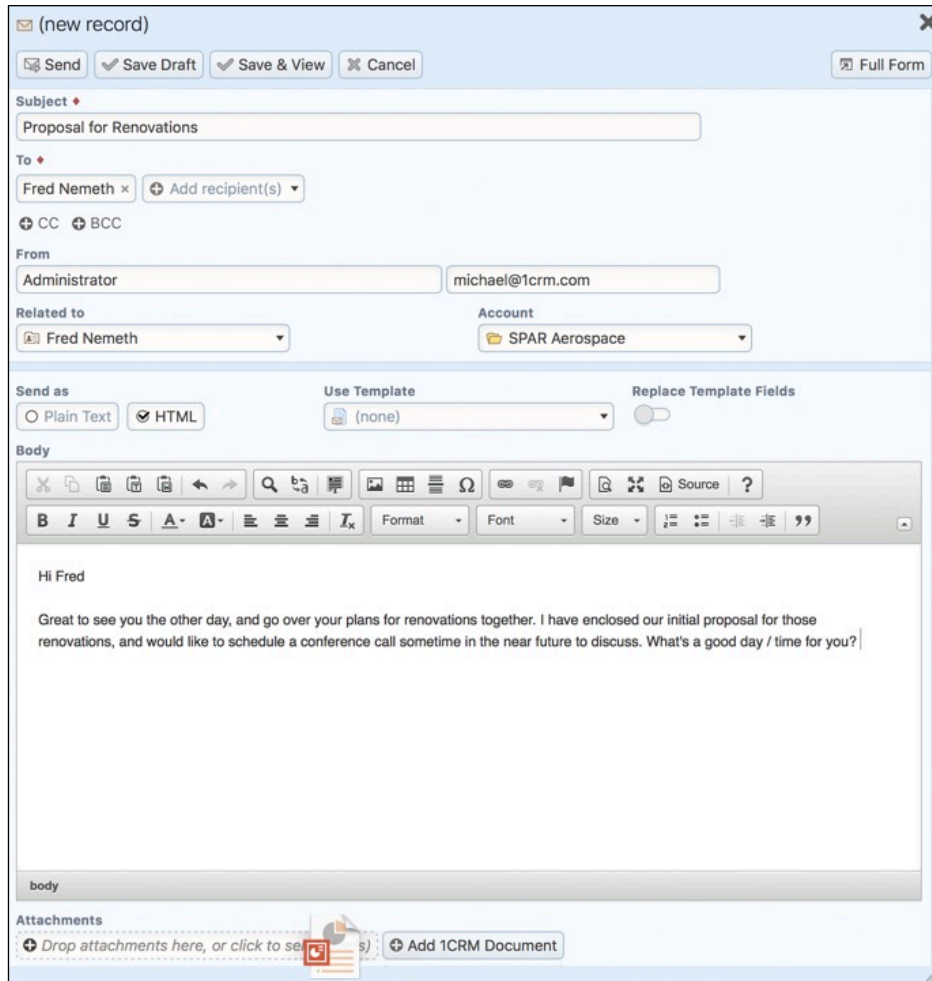 (new record)
Send Save Draft Save & View Cancel Full Form
Subject
Proposal for Renovations
To
Fred Nemeth × Add recipient(s)
CC BCC
From
Administrator michael@1crm.com
Related to Account
Fred Nemeth SPAR Aerospace
Send as Use Template Replace Template Fields
Plain Text HTML (none)
Body
Source ?
B I U S A A Ix Format Font Size
Hi Fred
Great to see you the other day, and go over your plans for renovations together. I have enclosed our initial proposal for those
renovations, and would like to schedule a conference call sometime in the near future to discuss. What's a good day / time for you?
body
Attachments
Drop attachments here, or click to Add 1CRM Document